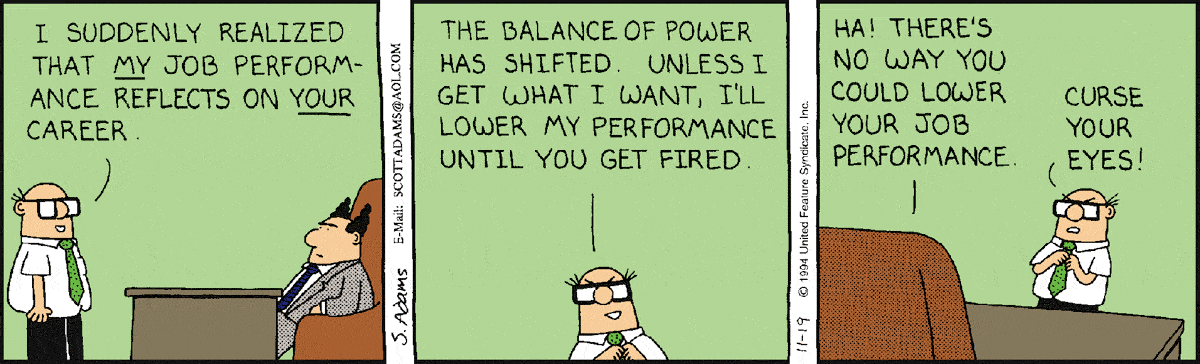 I SUDDENLY REALIZED
THAT MY JOB PERFORM-
ANCE REFLECTS ON YOUR
CAREER.
S. Adams
E-Mail: SCOTTADAMS@AOL.COM
THE BALANCE OF POWER
HAS SHIFTED. UNLESS I
GET WHAT I WANT, I'LL
LOWER MY PERFORMANCE
UNTIL YOU GET FIRED.
11-19 © 1994 United Feature Syndicate, Inc.
HA! THERE'S
NO WAY YOU
COULD LOWER
YOUR JOB
PERFORMANCE.
CURSE
YOUR
EYES!